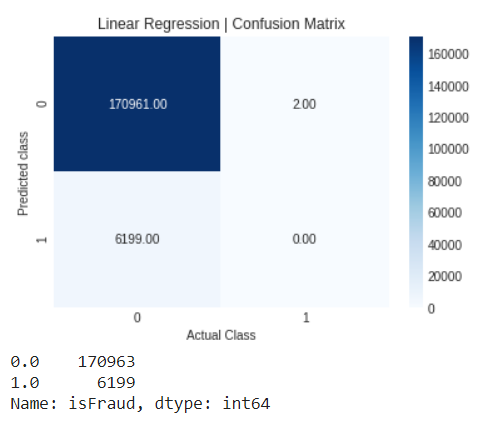 Linear Regression | Confusion Matrix
160000
0 170961.00 2.00
140000
120000
Predicted class
100000
80000
60000
1 6199.00 0.00
40000
20000
0
0 1
Actual Class
0.0 170963
1.0 6199
Name: isFraud, dtype: int64